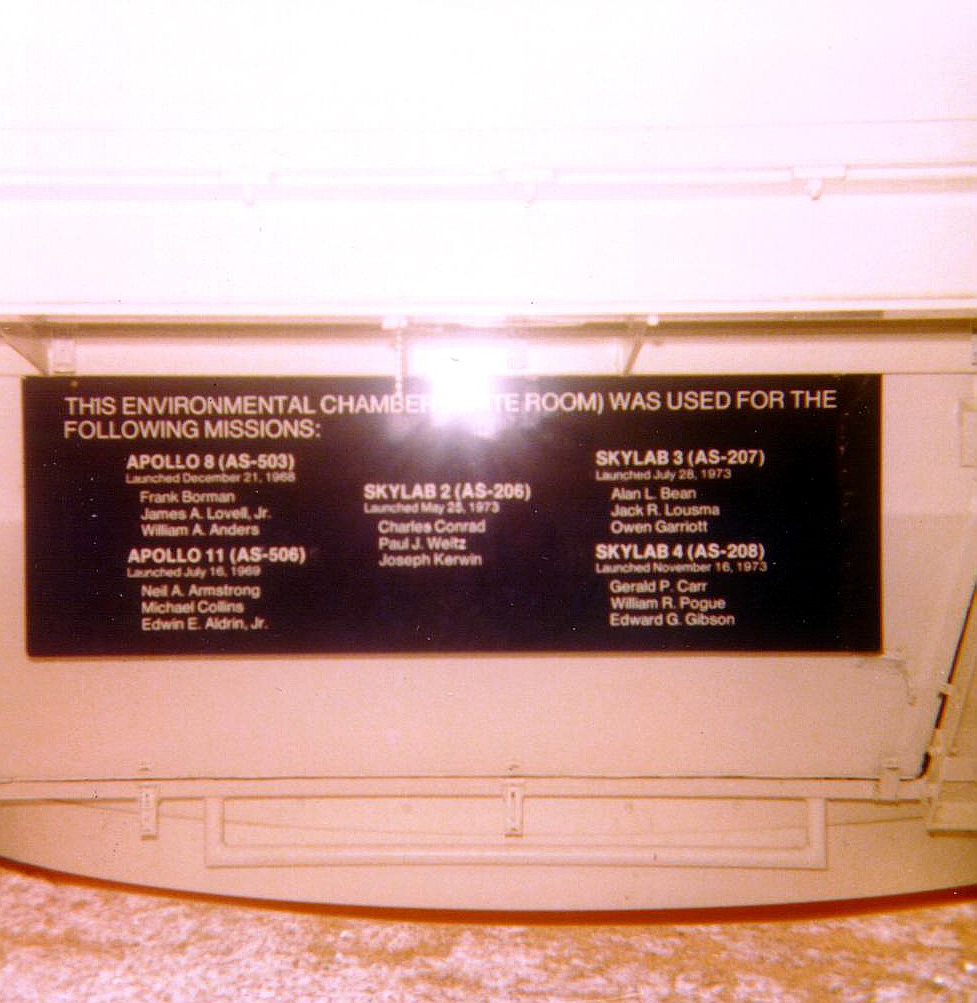 THIS ENVIRONMENTAL CHAMBER TE ROOM) WAS USED FOR THE
FOLLOWING MISSIONS:
APOLLO 8 (AS-503)
Launched December 21, 1968
Frank Borman
James A. Lovell, Jr.
William A. Anders
APOLLO 11 (AS-506)
Launched July 16, 1969
Neil A. Armstrong
Michael Collins
Edwin E. Aldrin, Jr.
SKYLAB 2 (AS-206)
Launched May 25, 1973
Charles Conrad
Paul J. Weitz
Joseph Kerwin
SKYLAB 3 (AS-207)
Launched July 28, 1973
Alan L. Bean
Jack R. Lousma
Owen Garriott
SKYLAB 4 (AS-208)
Launched November 16, 1973
Gerald P. Carr
William R. Pogue
Edward G. Gibson